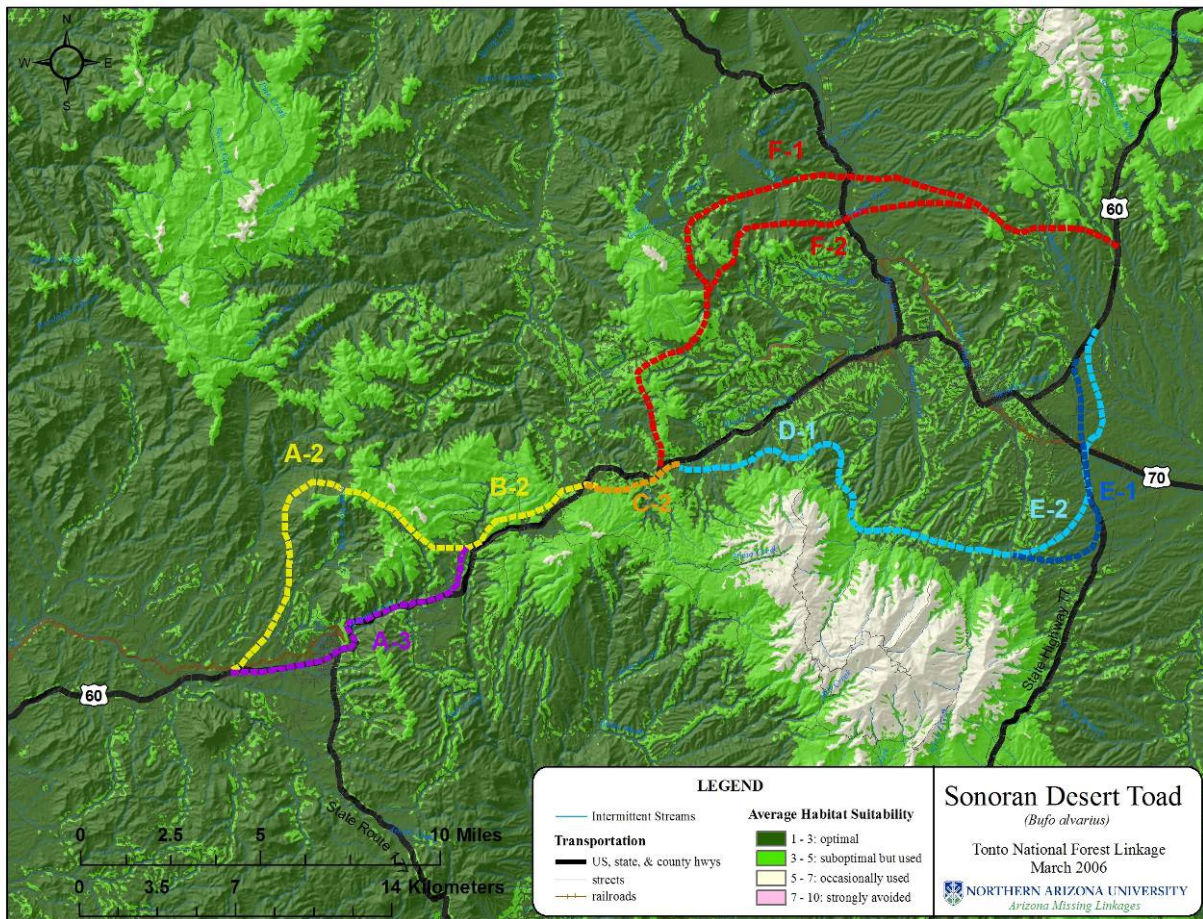 N
W
E
S
F-1
60
F-2
A-2
D-1
B-2
C-2
E-1
70
E-2
A-3
State Highway 77
60
State Route 177
0 2.5 5 10 Miles
0 3.5 7 14 Kilometers
LEGEND
Intermittent Streams
Transportation
US, state, & county hwys
streets
railroads
Average Habitat Suitability
1 - 3: optimal
3 - 5: suboptimal but used
5 - 7: occasionally used
7 - 10: strongly avoided
Sonoran Desert Toad
(Bufo alvarius)
Tonto National Forest Linkage
March 2006
NORTHERN ARIZONA UNIVERSITY
Arizona Missing Linkages